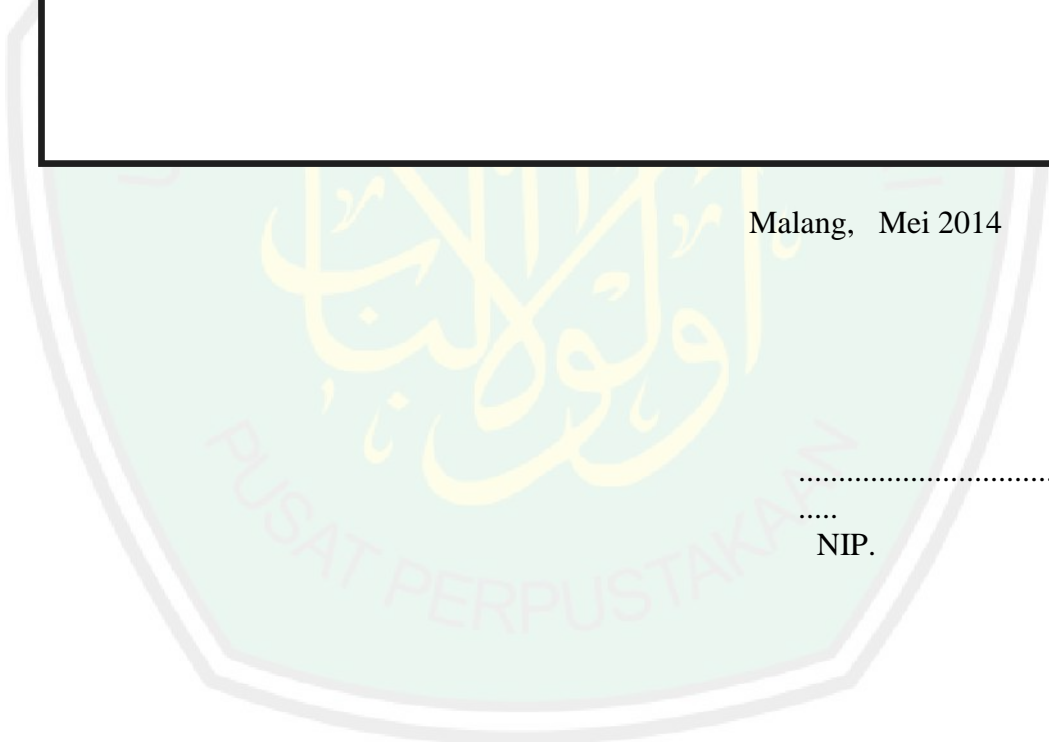 Malang, Mei 2014
...............................
.....
NIP.
PUSAT PERPUSTAKAAN